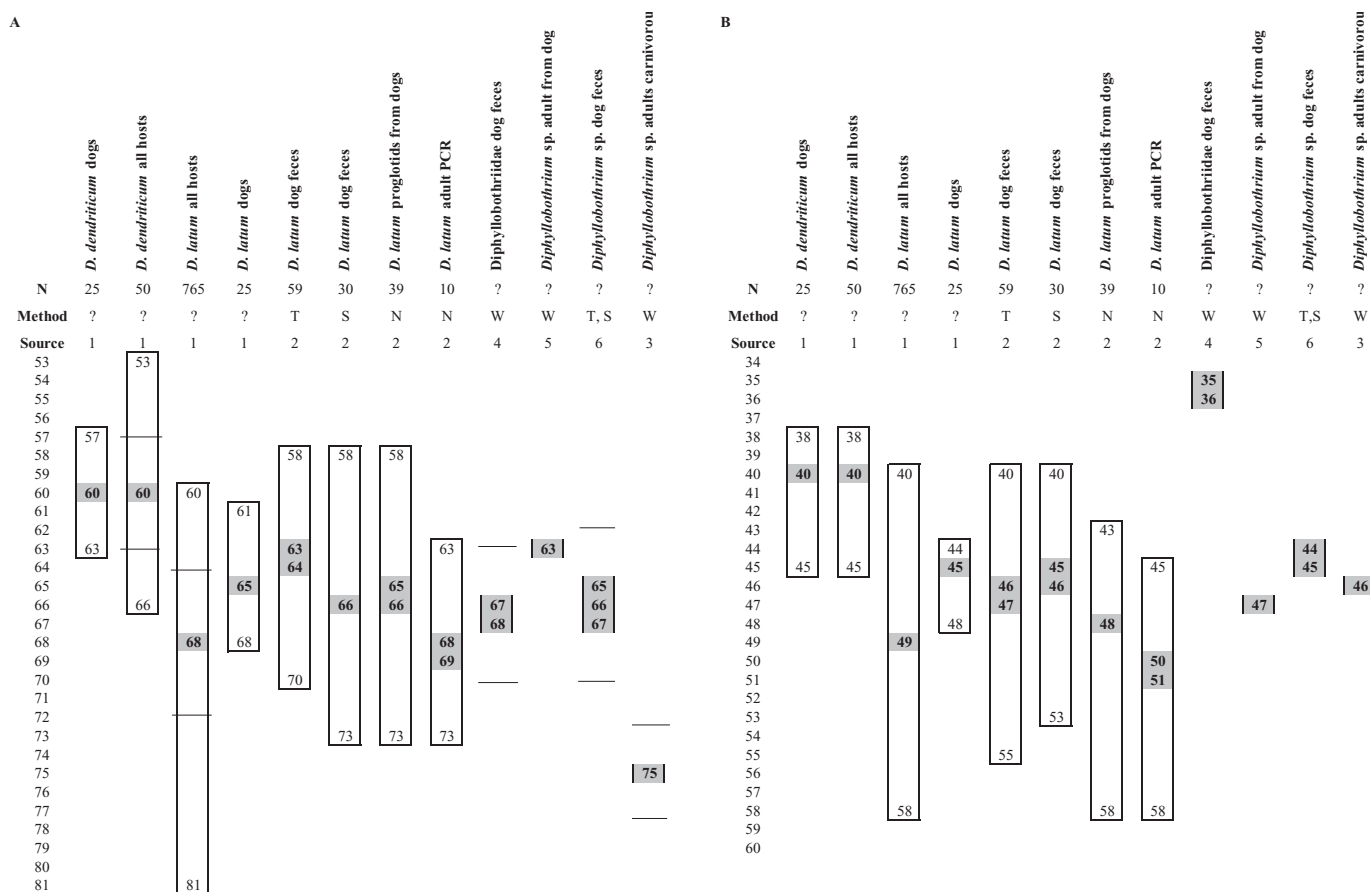 A
B
D. dendriticum dogs
D. dendriticum all hosts
D. latum all hosts
D. latum dogs
D. latum dog feces
D. latum dog feces
D. latum proglotids from dogs
D. latum adult PCR
Diphyllobothriidae dog feces
Diphyllobothrium sp. adult from dog
Diphyllobothrium sp. dog feces
Diphyllobothrium sp. adults carnivorou
D. dendriticum dogs
D. dendriticum all hosts
D. latum all hosts
D. latum dogs
D. latum dog feces
D. latum dog feces
D. latum proglotids from dogs
D. latum adult PCR
Diphyllobothriidae dog feces
Diphyllobothrium sp. adult from dog
Diphyllobothrium sp. dog feces
Diphyllobothrium sp. adults carnivorou
N 25 50 765 25 59 30 39 10 ? ? ? ?
Method ? ? ? ? T S N N W W T, S W
Source 1 1 1 1 2 2 2 2 4 5 6 3
53 53
54
55
56
57 57
58 58 58 58
59
60 60 60 60
61 61
62
63 63 63 63 63
64 64
65 65 65 65
66 66 66 66 67 66
67 68 67
68 68 68 68
69 69
70 70
71
72
73 73 73 73
74
75 75
76
77
78
79
80
81 81
N 25 50 765 25 59 30 39 10 ? ? ? ?
Method ? ? ? ? T S N N W W T,S W
Source 1 1 1 1 2 2 2 2 4 5 6 3
34
35 35
36 36
37
38 38 38
39
40 40 40 40 40 40
41
42
43 43
44 44 44
45 45 45 45 45 45 45
46 46 46 46
47 47 47
48 48 48
49 49
50 50
51 51
52
53 53
54
55 55
56
57
58 58 58 58
59
60